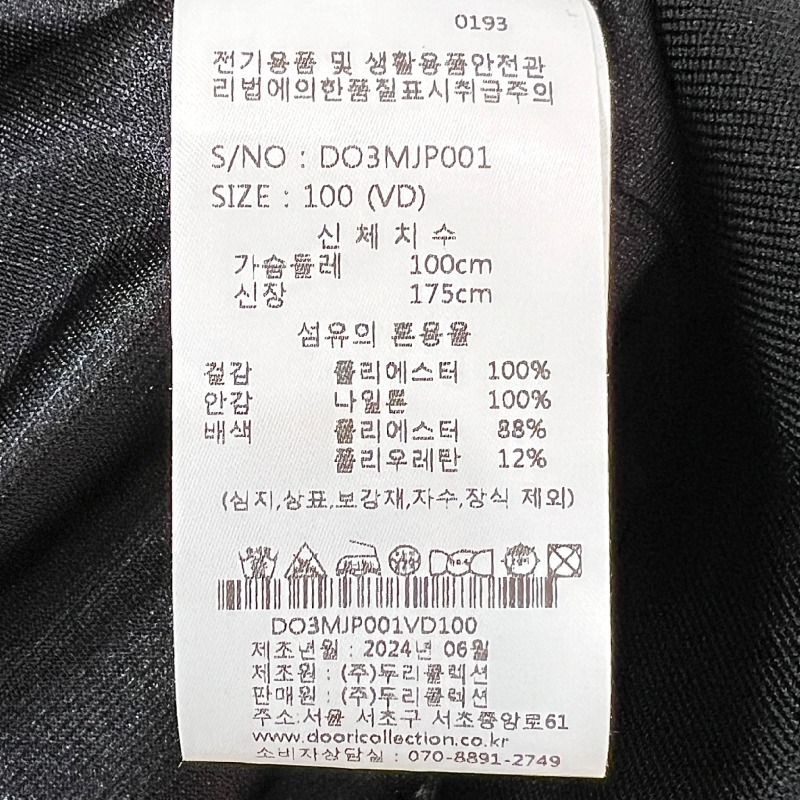 0193
전기용품 및 생활용품안전관
리법에의한품질표시취급주의
S/NO : DO3MJP001
SIZE : 100 (VD)
신 체 치 수
가슴둘레 100cm
신장 175cm
섬유의 혼용율
겉감 폴리에스터 100%
안감 나일론 100%
배색 폴리에스터 88%
폴리우레탄 12%
(심지,상표,보강재,자수,장식 제외)
DO3MJP001VD100
제조년월 : 2024년 06월
제조원 : (주)두리콜렉션
판매원 : (주)두리콜렉션
주소:서울 서초구 서초중앙로61
www.dooricollection.co.kr
소비자상담실 : 070-8891-2749